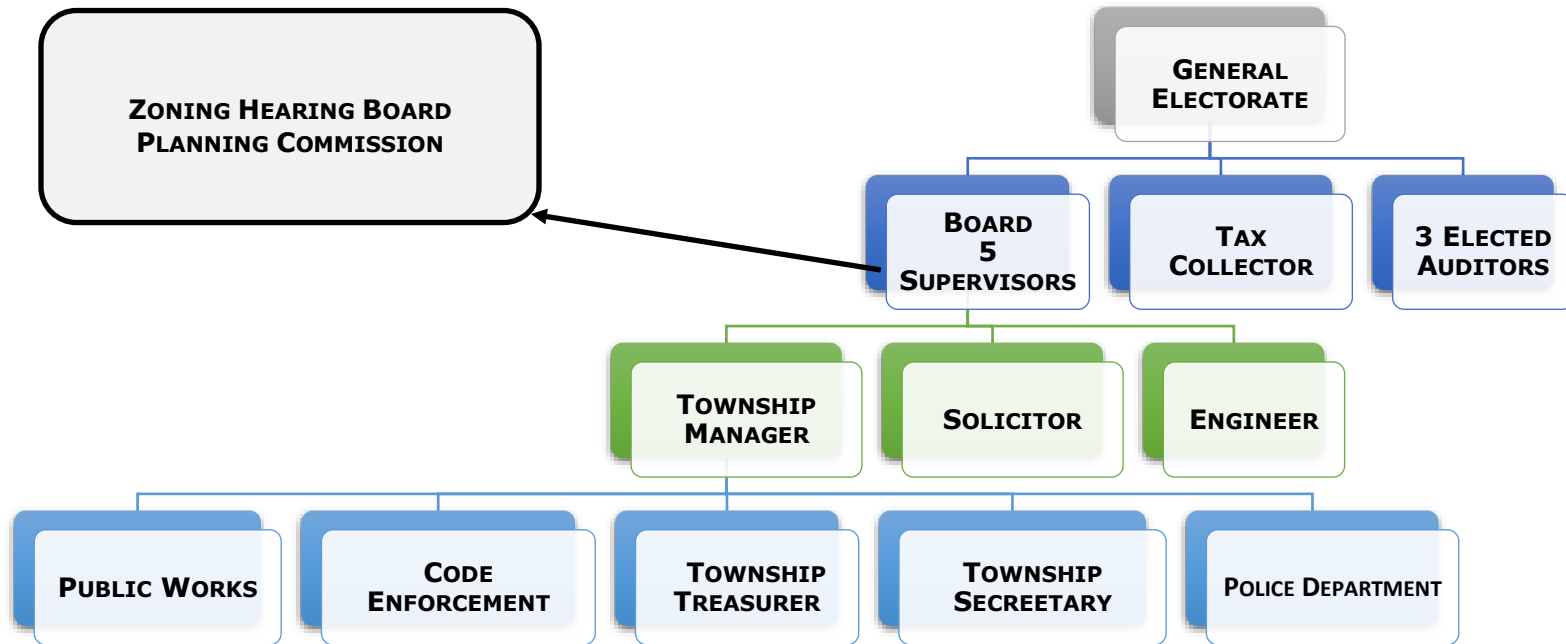 ZONING HEARING BOARD
PLANNING COMMISSION
GENERAL
ELECTORATE
BOARD
5
SUPERVISORS
TAX
COLLECTOR
3 ELECTED
AUDITORS
TOWNSHIP
MANAGER
SOLICITOR
ENGINEER
PUBLIC WORKS
CODE
ENFORCEMENT
TOWNSHIP
TREASURER
TOWNSHIP
SECREETARY
POLICE DEPARTMENT